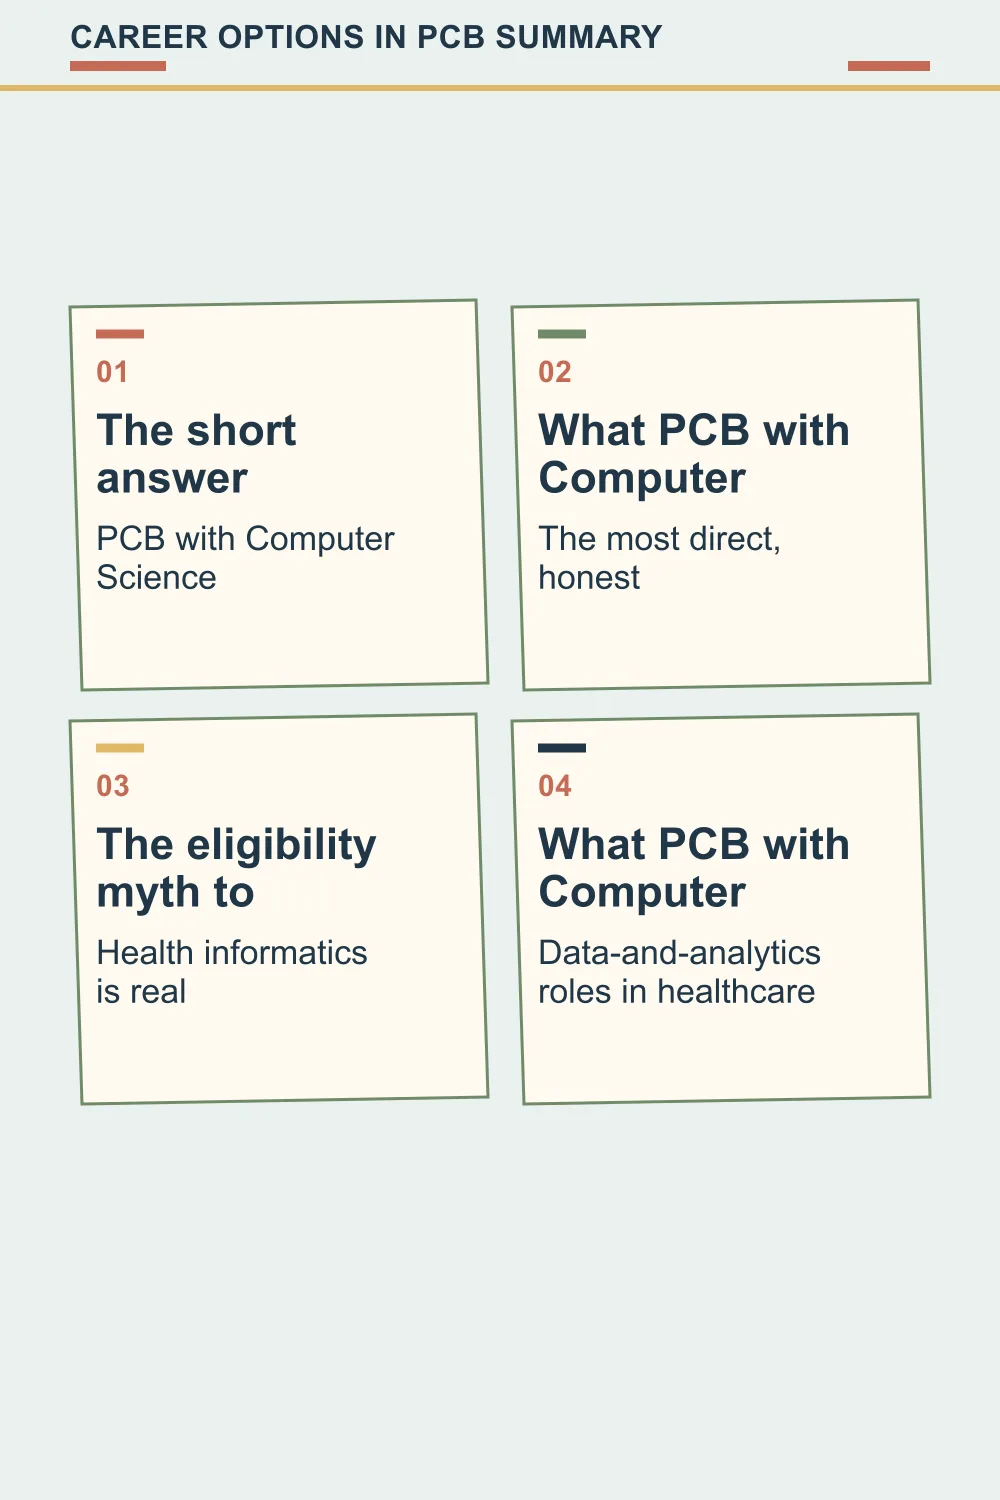 CAREER OPTIONS IN PCB SUMMARY
01
The short
answer
PCB with Computer
Science
02
What PCB with
Computer
The most direct,
honest
03
The eligibility
myth to
Health informatics
is real
04
What PCB with
Computer
Data-and-analytics
roles in healthcare